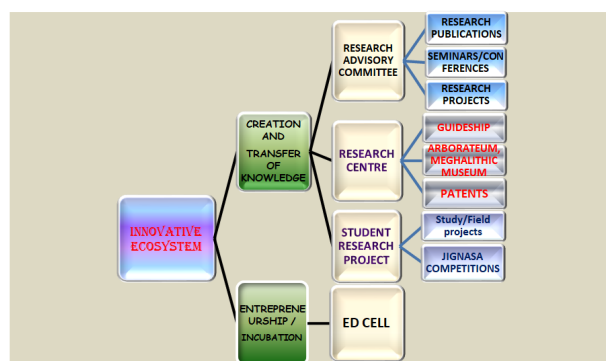 INNOVATIVE
ECOSYSTEM
CREATION
AND
TRANSFER
OF
KNOWLEDGE
ENTREPRENE
URSHIP /
INCUBATION
RESEARCH
ADVISORY
COMMITTEE
RESEARCH
CENTRE
STUDENT
RESEARCH
PROJECT
ED CELL
RESEARCH
PUBLICATIONS
SEMINARS/CON
FERENCES
RESEARCH
PROJECTS
GUIDESHIP
ARBORATEUM,
MEGHALITHIC
MUSEUM
PATENTS
Study/Field
projects
JIGNASA
COMPETITIONS